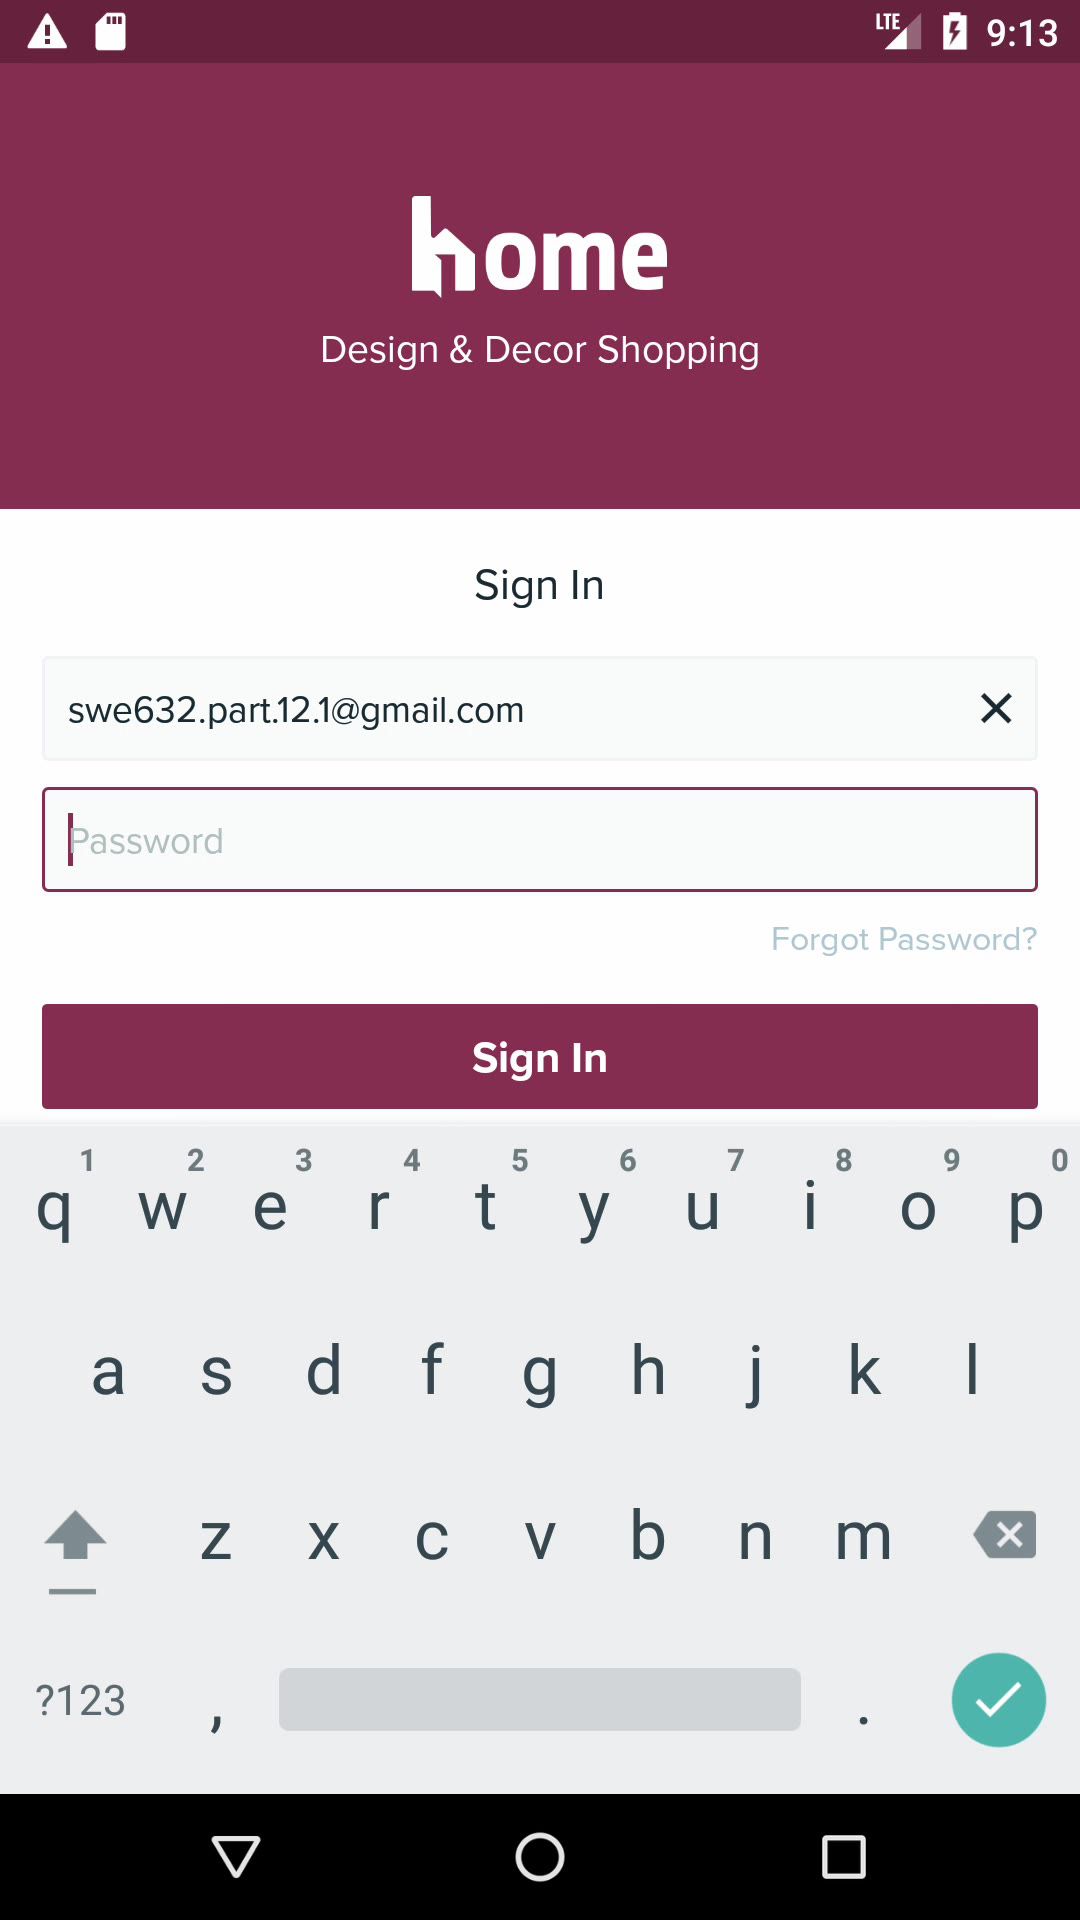 LTE 9:13
home
Design & Decor Shopping
Sign In
swe632.part.12.1@gmail.com
Password
Forgot Password?
Sign In
1 2 3 4 5 6 7 8 9 0
q w e r t y u i o p
a s d f g h j k l
z x c v b n m
?123 , .